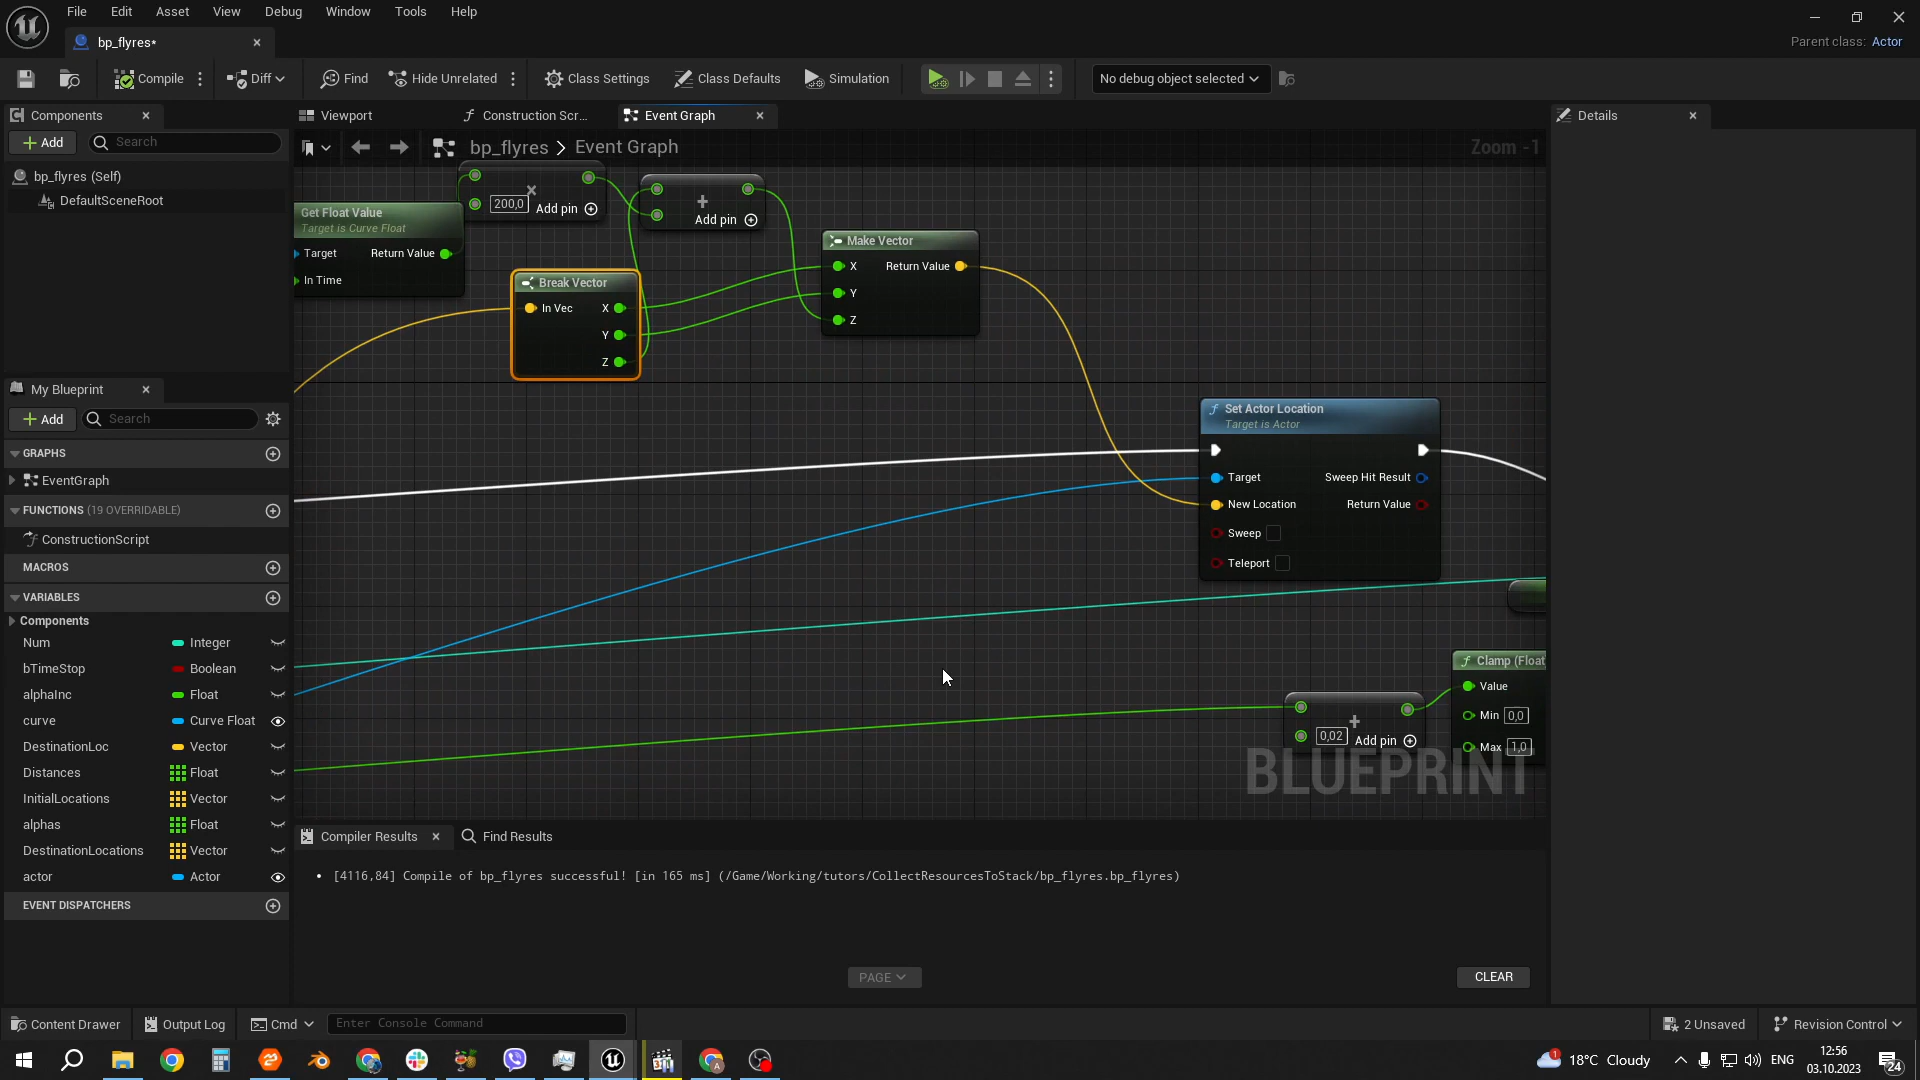 File Edit Asset View Debug Window Tools Help
bp_flyres*
Parent class: Actor
Compile Diff Find Hide Unrelated Class Settings Class Defaults Simulation No debug object selected
Components
Viewport Construction Scr... Event Graph
Details
Add Search
bp_flyres > Event Graph
Zoom -1
bp_flyres (Self)
DefaultSceneRoot
200,0 Add pin
Add pin
Get Float Value
Target is Curve Float
Target Return Value
In Time
Make Vector
X Return Value
Y
Z
Break Vector
In Vec X
Y
Z
My Blueprint
Add Search
GRAPHS
EventGraph
FUNCTIONS (19 OVERRIDABLE)
ConstructionScript
MACROS
VARIABLES
Components
Num Integer
bTimeStop Boolean
alphaInc Float
curve Curve Float
DestinationLoc Vector
Distances Float
InitialLocations Vector
alphas Float
DestinationLocations Vector
actor Actor
EVENT DISPATCHERS
Set Actor Location
Target is Actor
Target Sweep Hit Result
New Location Return Value
Sweep
Teleport
Clamp (Float
Value
Min 0,0
Max 1,0
0,02 Add pin
BLUEPRINT
Compiler Results Find Results
[4116,84] Compile of bp_flyres successful! [in 165 ms] (/Game/Working/tutors/CollectResourcesToStack/bp_flyres.bp_flyres)
PAGE
CLEAR
Content Drawer Output Log Cmd Enter Console Command 2 Unsaved Revision Control
18°C Cloudy ENG 12:56
03.10.2023
24